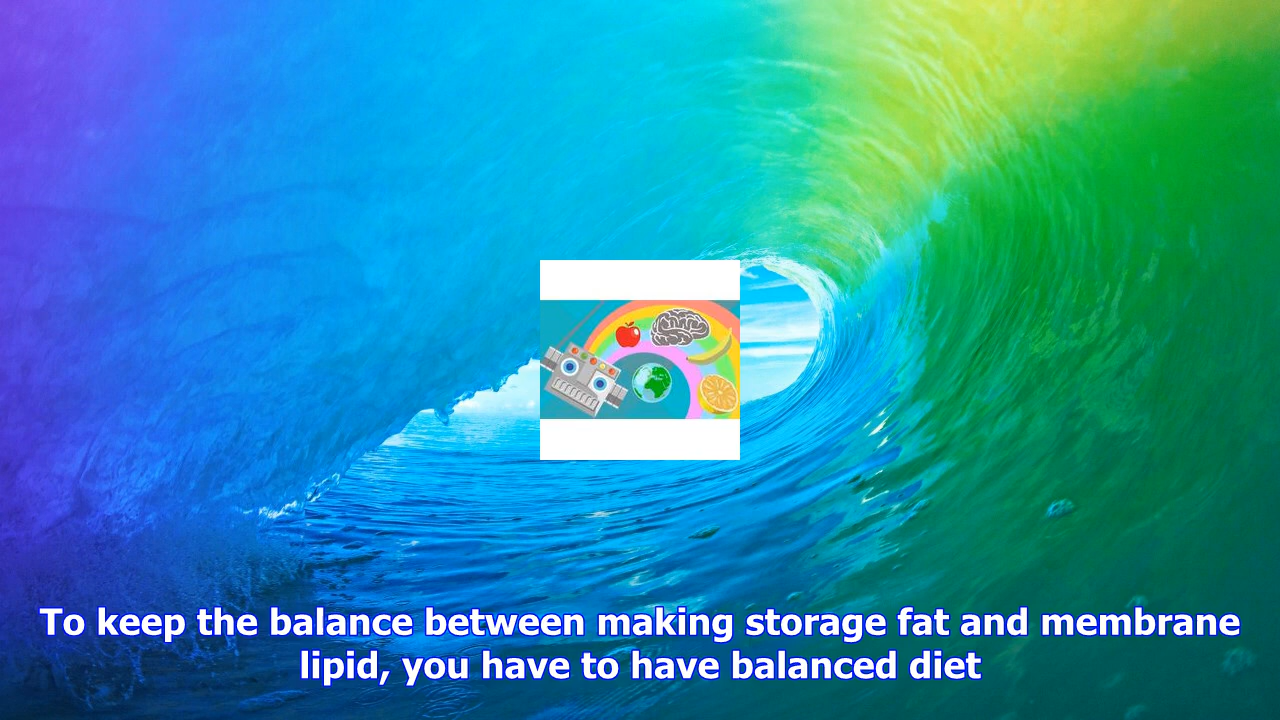 To keep the balance between making storage fat and membrane
lipid, you have to have balanced diet